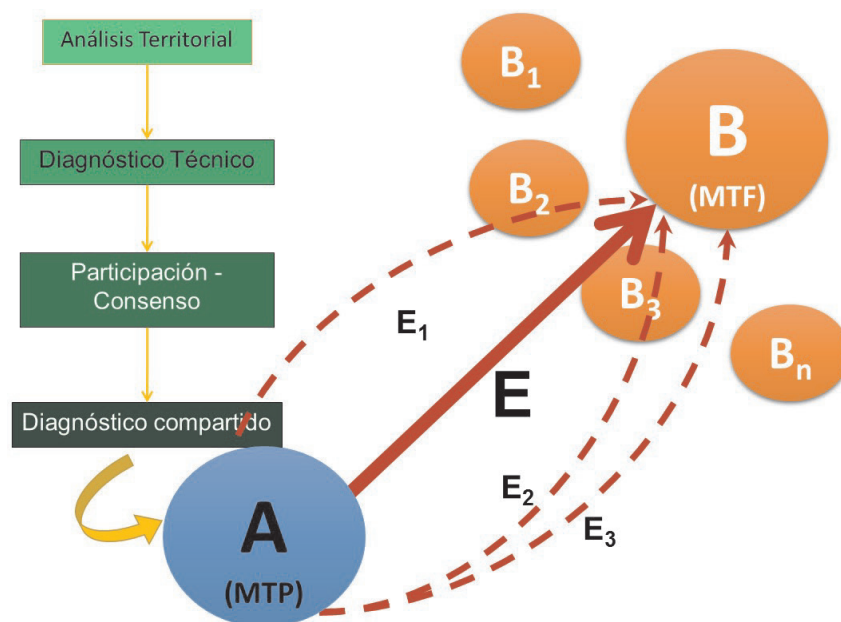 Análisis Territorial
Diagnóstico Técnico
Participación -
Consenso
Diagnóstico compartido
A
(MTP)
E
E1
E2
E3
B
(MTF)
B1
B2
B3
Bn